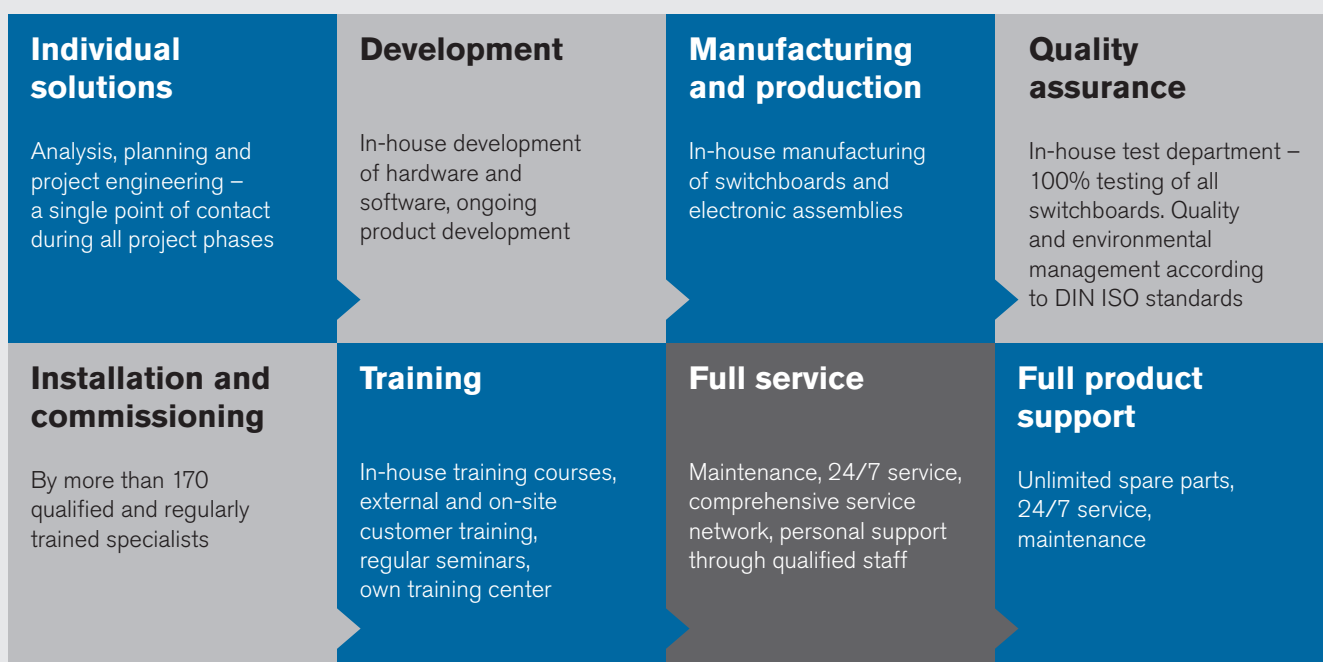 Individual
solutions
Analysis, planning and
project engineering –
a single point of contact
during all project phases
Development
In-house development
of hardware and
software, ongoing
product development
Manufacturing
and production
In-house manufacturing
of switchboards and
electronic assemblies
Quality
assurance
In-house test department –
100% testing of all
switchboards. Quality
and environmental
management according
to DIN ISO standards
Installation and
commissioning
By more than 170
qualified and regularly
trained specialists
Training
In-house training courses,
external and on-site
customer training,
regular seminars,
own training center
Full service
Maintenance, 24/7 service,
comprehensive service
network, personal support
through qualified staff
Full product
support
Unlimited spare parts,
24/7 service,
maintenance